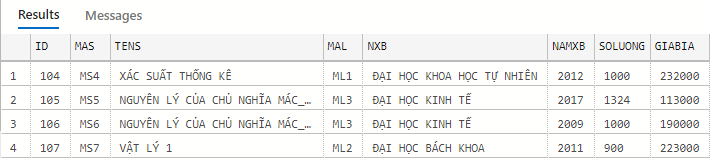 Results Messages
ID MAS TENS MAL NXB NAMXB SOLUONG GIABIA
1 104 MS4 XÁC SUẤT THỐNG KÊ ML1 ĐẠI HỌC KHOA HỌC TỰ NHIÊN 2012 1000 232000
2 105 MS5 NGUYÊN LÝ CỦA CHỦ NGHĨA MÁC_… ML3 ĐẠI HỌC KINH TẾ 2017 1324 113000
3 106 MS6 NGUYÊN LÝ CỦA CHỦ NGHĨA MÁC_… ML3 ĐẠI HỌC KINH TẾ 2009 1000 190000
4 107 MS7 VẬT LÝ 1 ML2 ĐẠI HỌC BÁCH KHOA 2011 900 223000